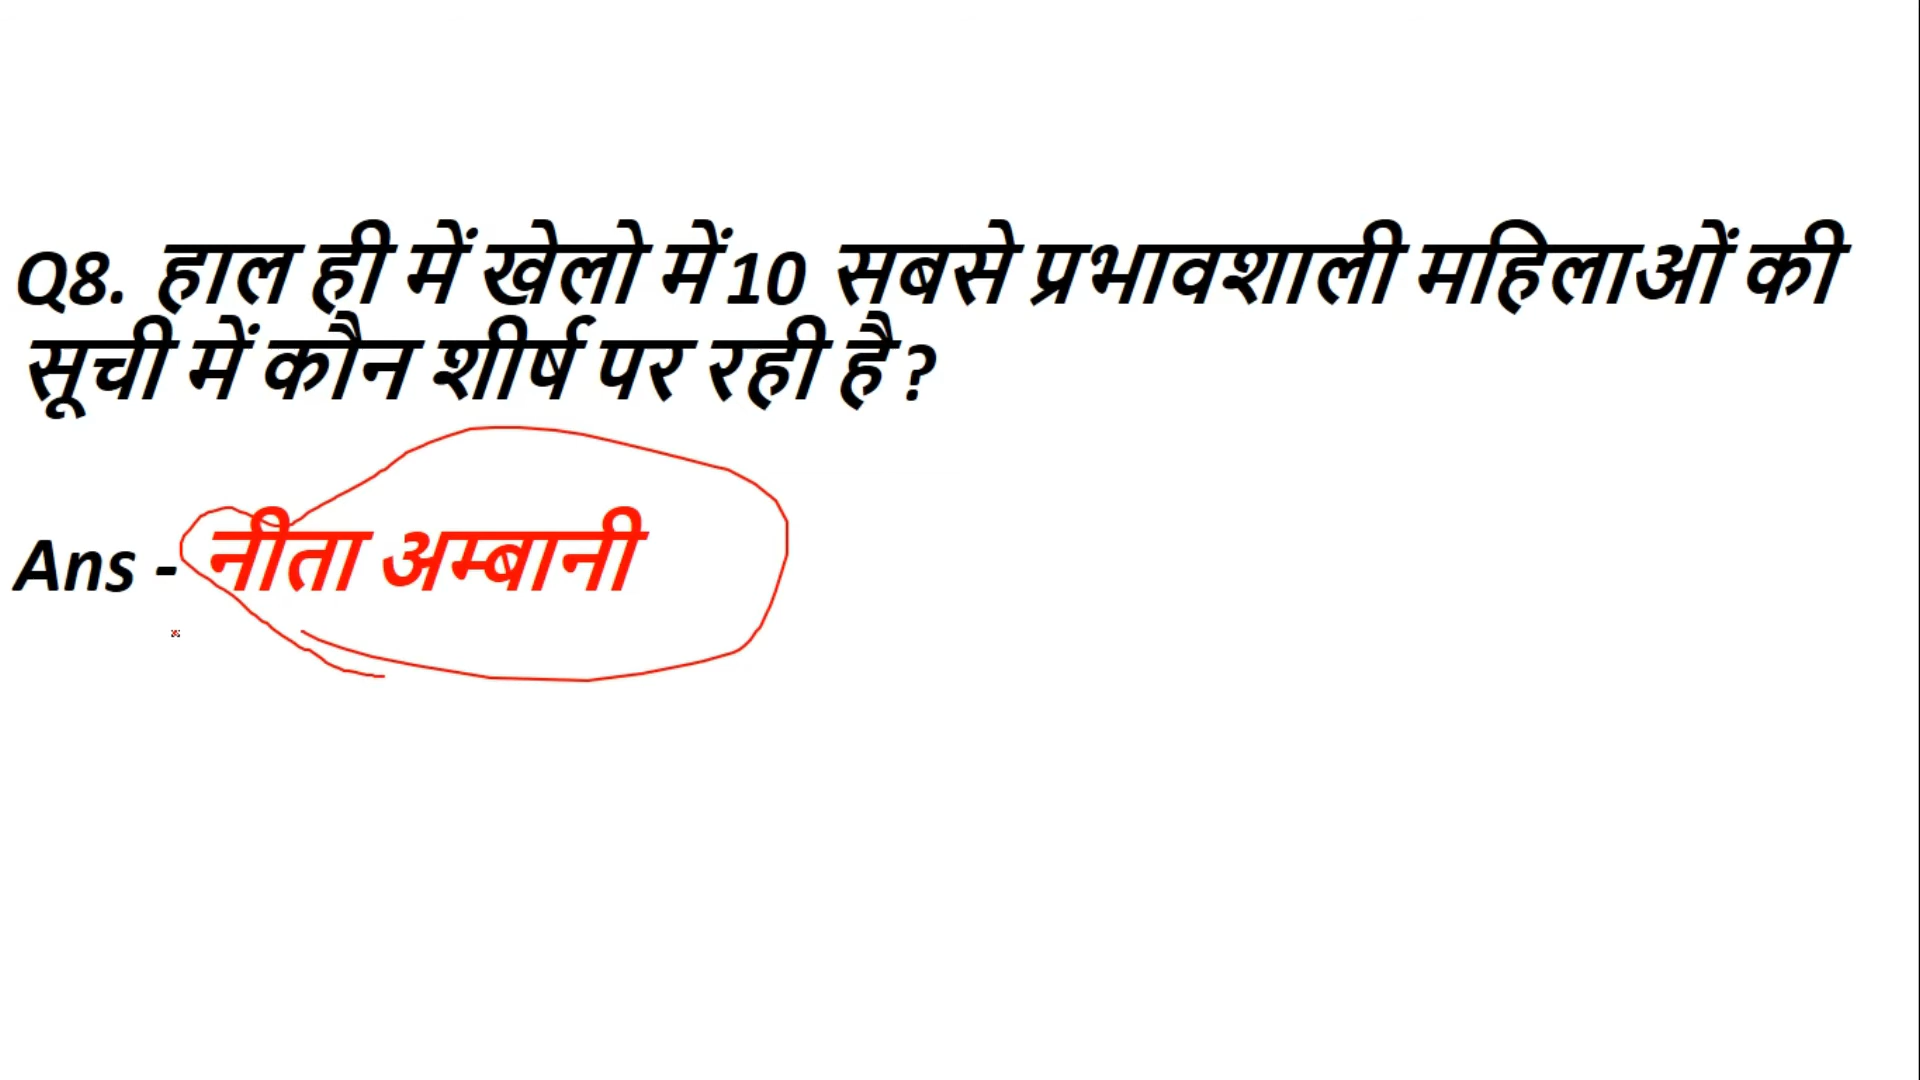 Q8. हाल ही में खेलो में 10 सबसे प्रभावशाली महिलाओं की
सूची में कौन शीर्ष पर रही है ?
Ans - नीता अम्बानी